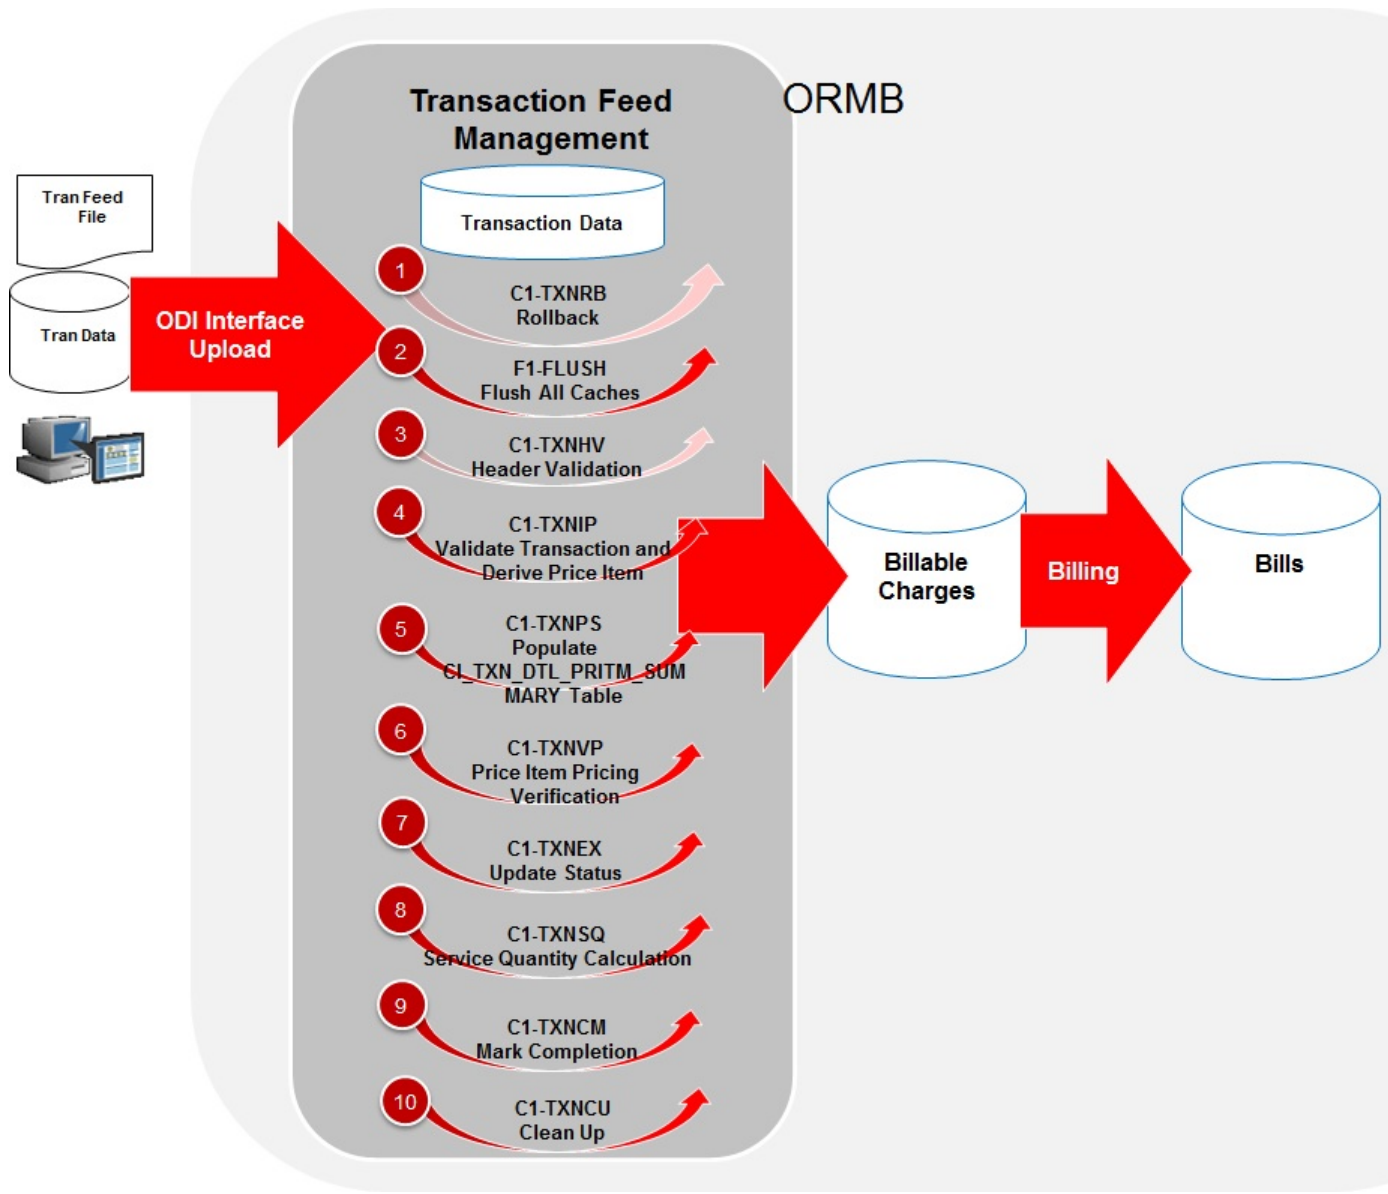 Transaction Feed
Management
ORMB
Tran Feed
File
Transaction Data
Tran Data
ODI Interface
Upload
1
C1-TXNRB
Rollback
2
F1-FLUSH
Flush All Caches
3
C1-TXNHV
Header Validation
4
C1-TXNIP
Validate Transaction and
Derive Price Item
5
C1-TXNPS
Populate
CI_TXN_DTL_PRITM_SUM
MARY Table
6
C1-TXNVP
Price Item Pricing
Verification
7
C1-TXNEX
Update Status
8
C1-TXNSQ
Service Quantity Calculation
9
C1-TXNCM
Mark Completion
10
C1-TXNCU
Clean Up
Billable
Charges
Billing
Bills